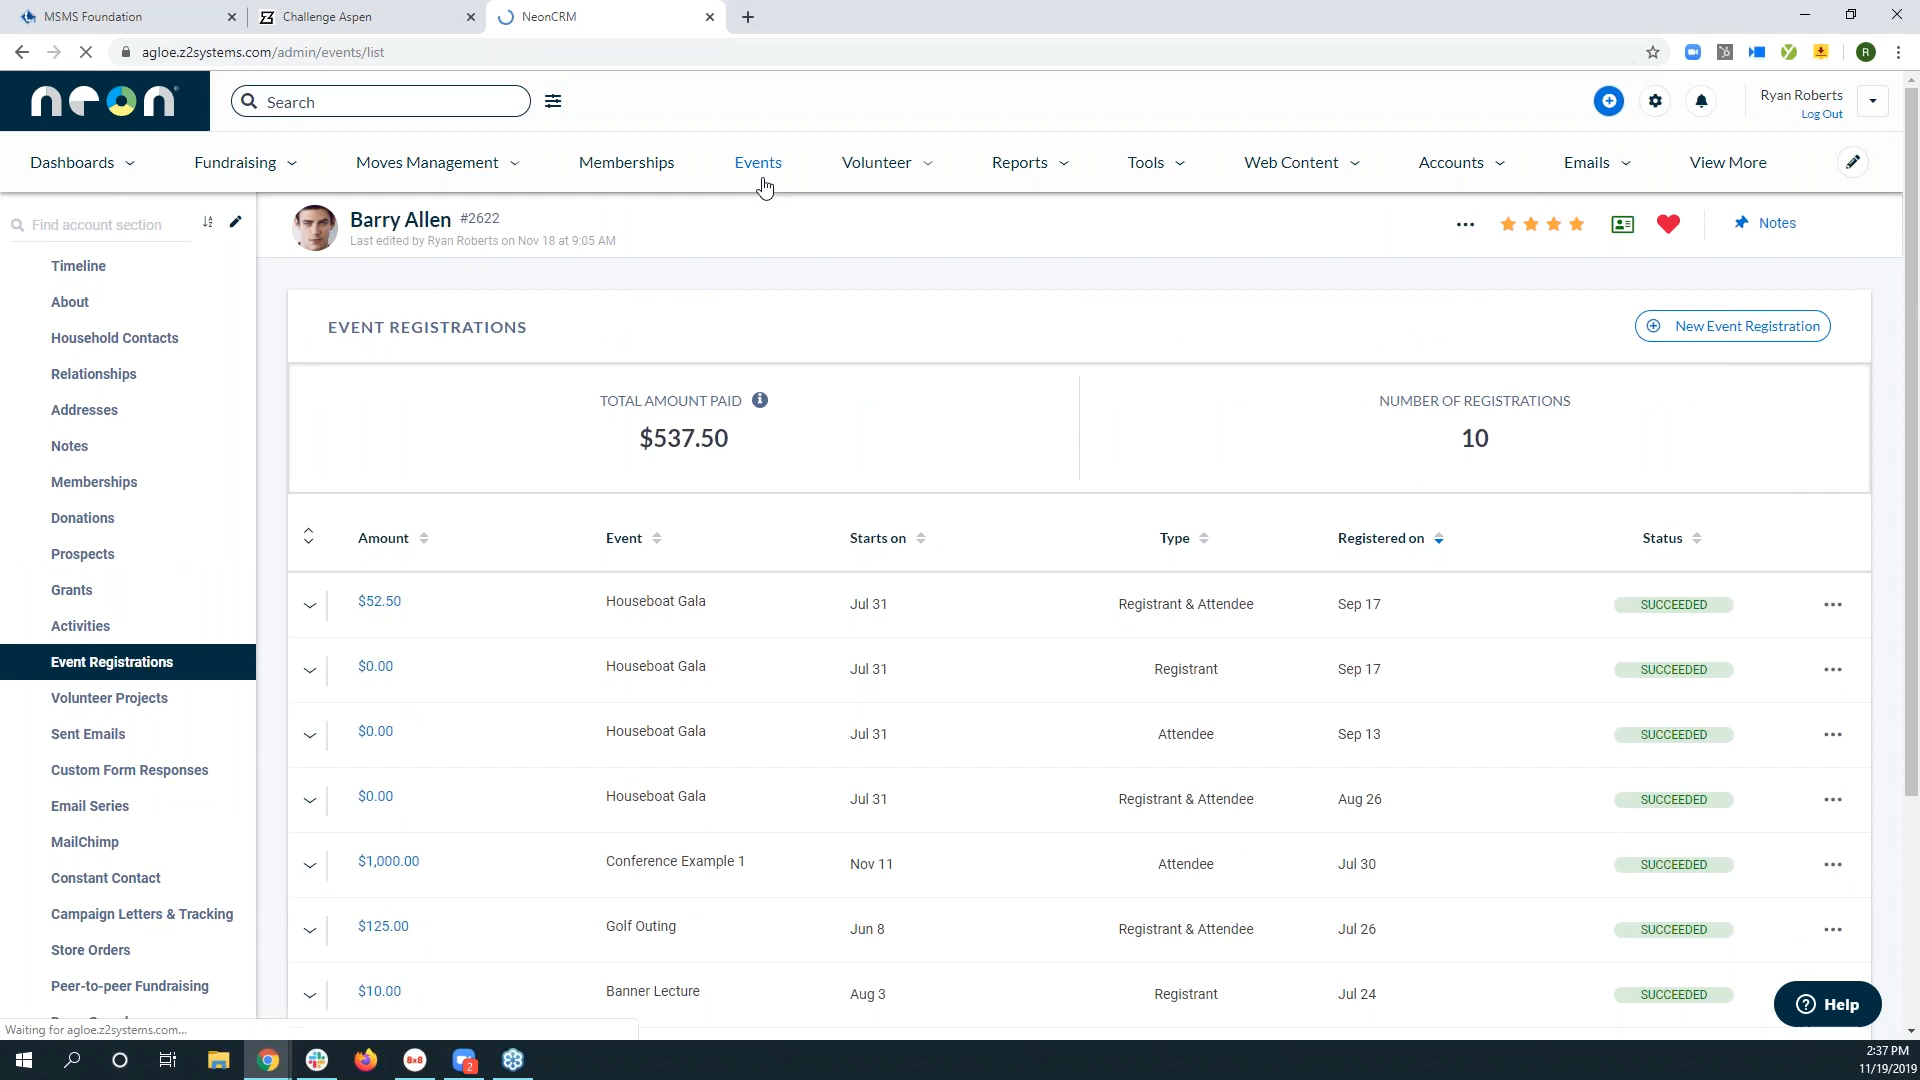 MSMS Foundation
Challenge Aspen
NeonCRM
agloe.z2systems.com/admin/events/list
R
neon
Search
Ryan Roberts
Log Out
Dashboards
Fundraising
Moves Management
Memberships
Events
Volunteer
Reports
Tools
Web Content
Accounts
Emails
View More
Find account section
Barry Allen #2622
Last edited by Ryan Roberts on Nov 18 at 9:05 AM
Notes
Timeline
About
Household Contacts
Relationships
Addresses
Notes
Memberships
Donations
Prospects
Grants
Activities
Event Registrations
Volunteer Projects
Sent Emails
Custom Form Responses
Email Series
MailChimp
Constant Contact
Campaign Letters & Tracking
Store Orders
Peer-to-peer Fundraising
EVENT REGISTRATIONS
New Event Registration
TOTAL AMOUNT PAID
$537.50
NUMBER OF REGISTRATIONS
10
Amount Event Starts on Type Registered on Status
$52.50 Houseboat Gala Jul 31 Registrant & Attendee Sep 17 SUCCEEDED
$0.00 Houseboat Gala Jul 31 Registrant Sep 17 SUCCEEDED
$0.00 Houseboat Gala Jul 31 Attendee Sep 13 SUCCEEDED
$0.00 Houseboat Gala Jul 31 Registrant & Attendee Aug 26 SUCCEEDED
$1,000.00 Conference Example 1 Nov 11 Attendee Jul 30 SUCCEEDED
$125.00 Golf Outing Jun 8 Registrant & Attendee Jul 26 SUCCEEDED
$10.00 Banner Lecture Aug 3 Registrant Jul 24 SUCCEEDED
Help
Waiting for agloe.z2systems.com...
8x8
2
2:37 PM
11/19/2019